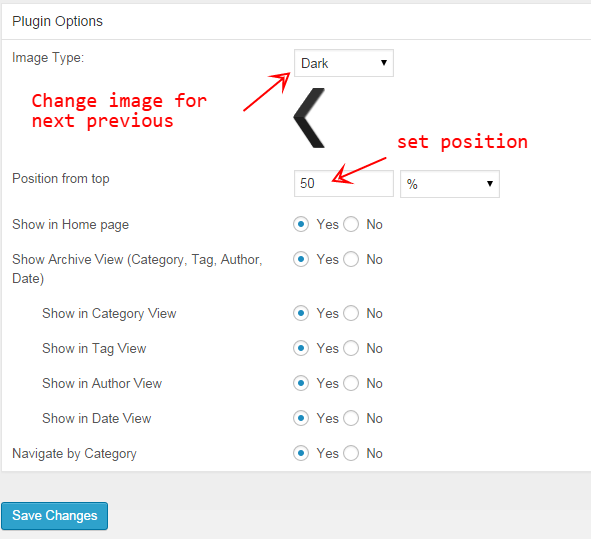 Plugin Options
Image Type:
Dark
Change image for
next previous
set position
Position from top
50 %
Show in Home page Yes No
Show Archive View (Category, Tag, Author, Yes No
Date)
Show in Category View Yes No
Show in Tag View Yes No
Show in Author View Yes No
Show in Date View Yes No
Navigate by Category Yes No
Save Changes